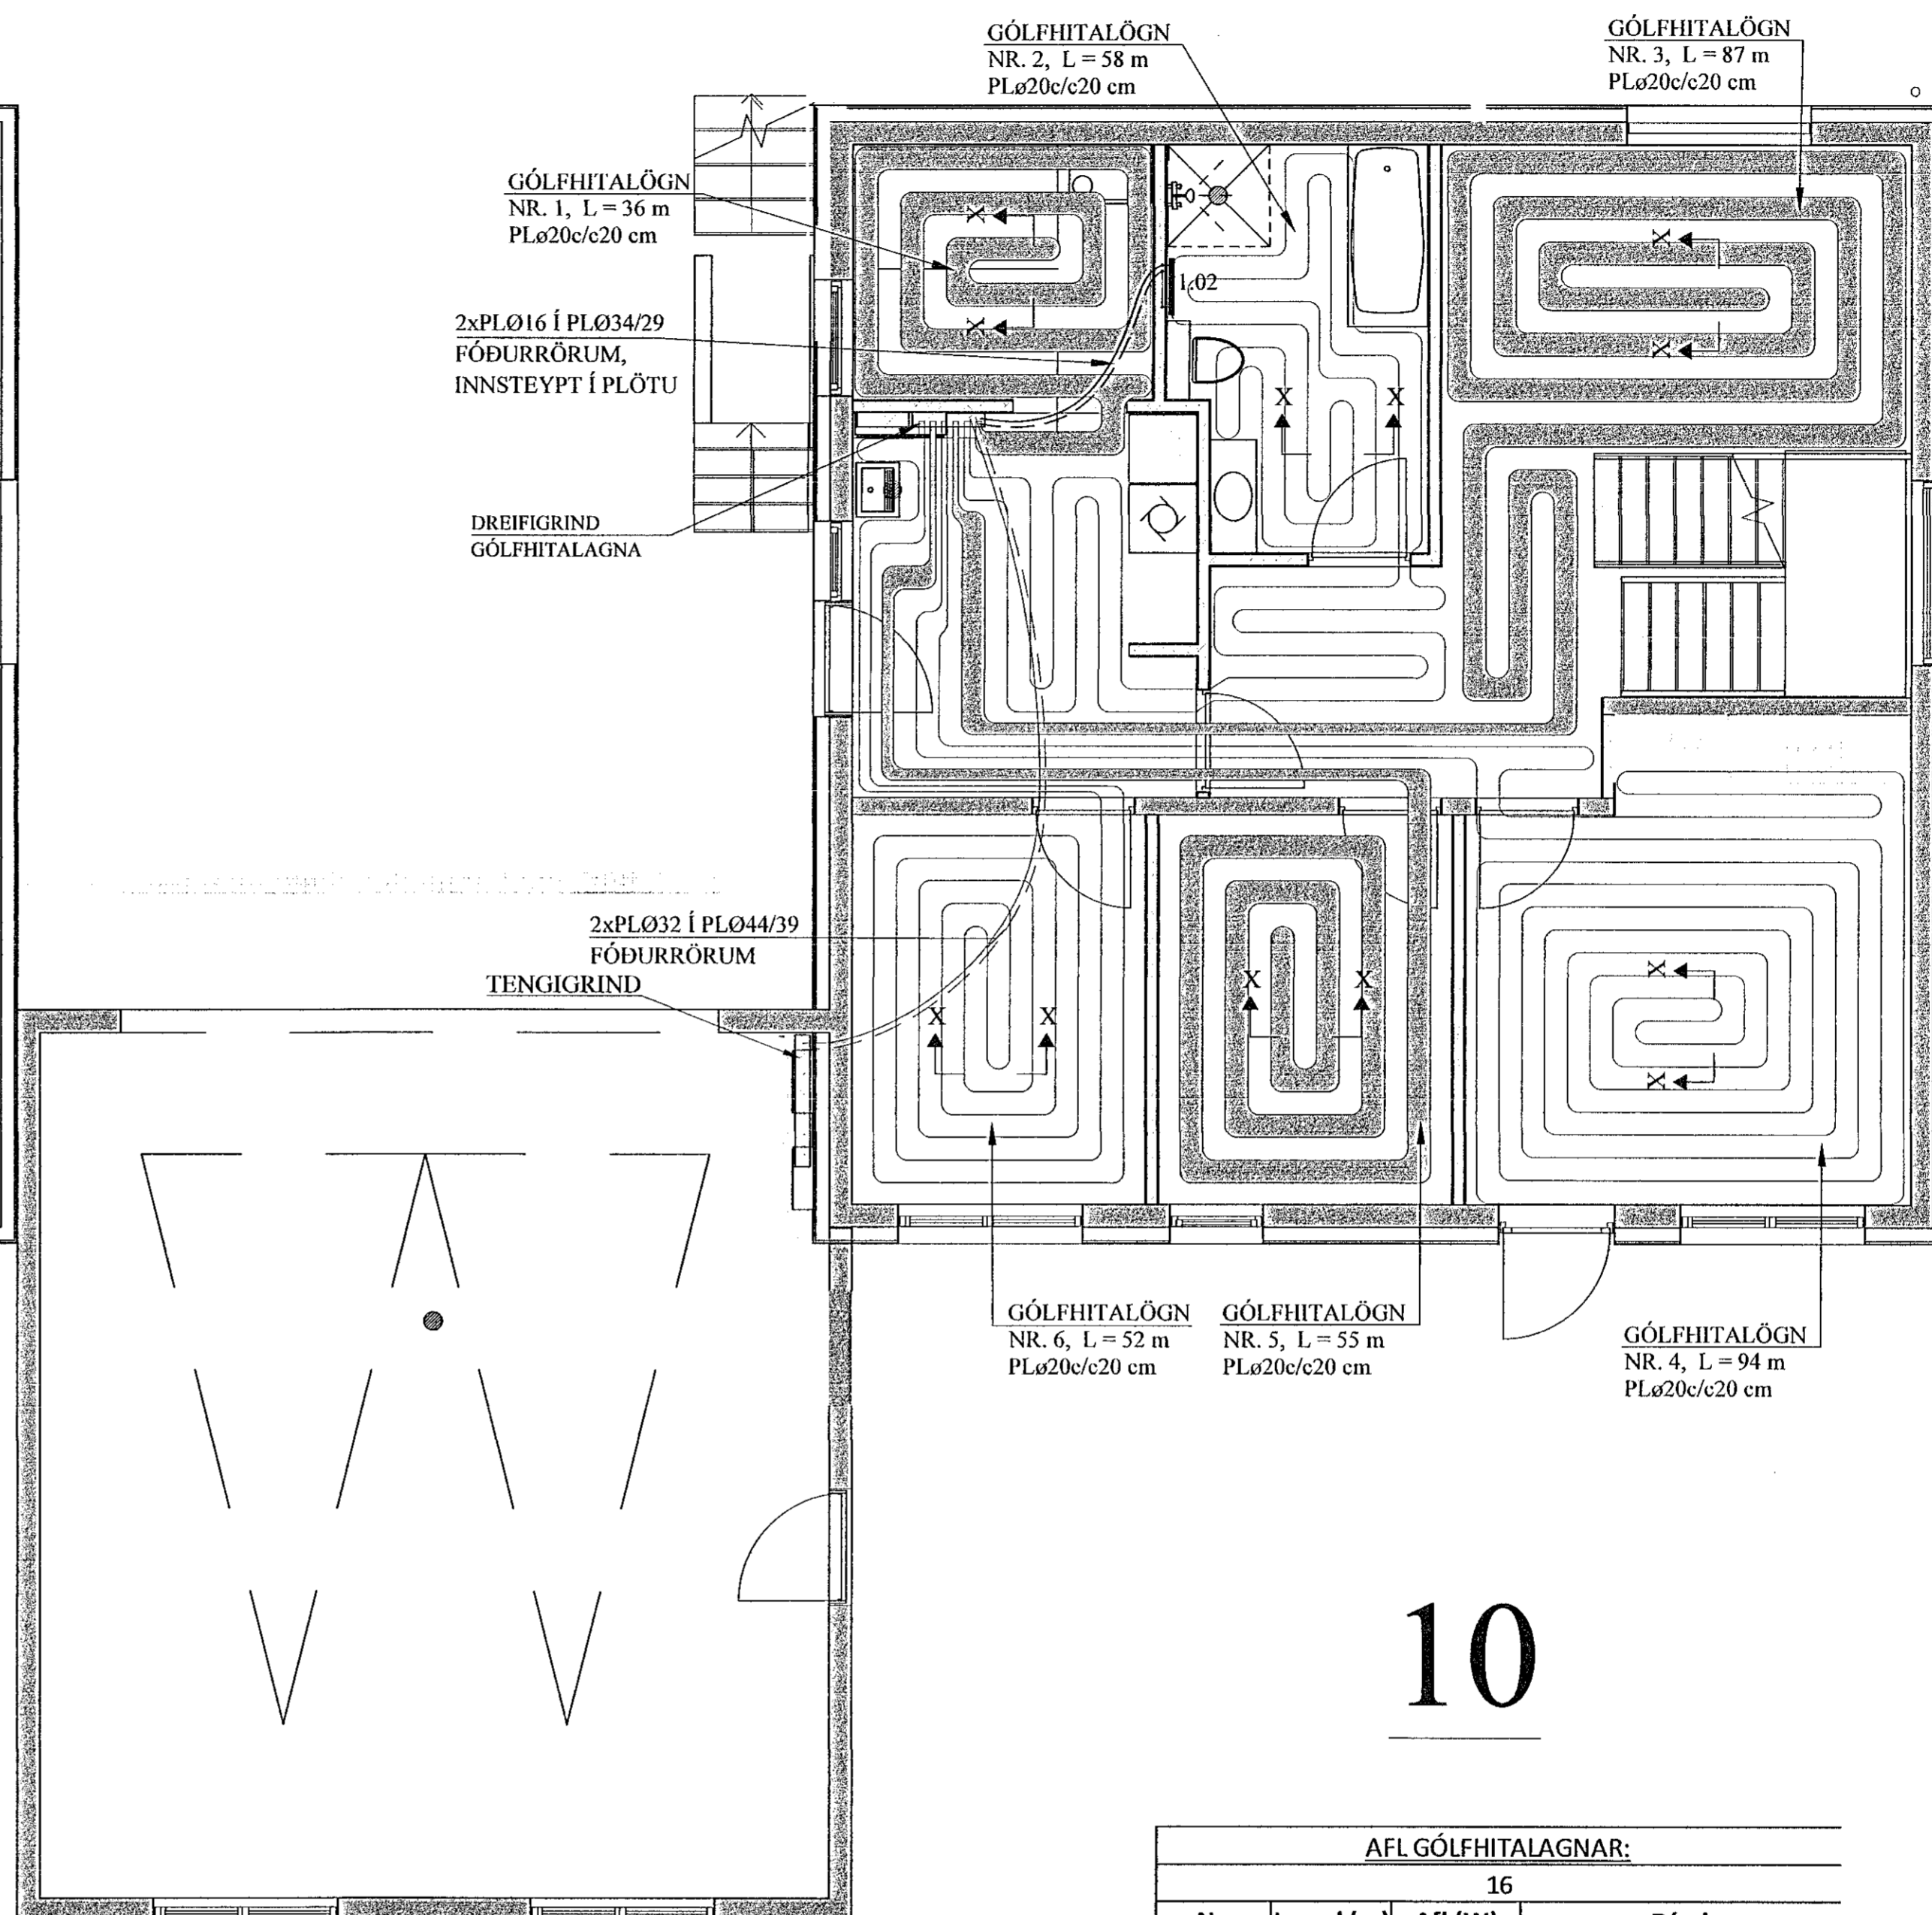 GÓLFHITALÖGN
NR. 2, L = 58 m
PLø20c/c20 cm
GÓLFHITALÖGN
NR. 3, L = 87 m
PLø20c/c20 cm
GÓLFHITALÖGN
NR. 1, L = 36 m
PLø20c/c20 cm
1.02
2xPLØ16 Í PLØ34/29
FÓÐURRÖRUM,
INNSTEYPT Í PLÖTU
X
X
X
X
X
X
DREIFIGRIND
GÓLFHITALAGNA
2xPLØ32 Í PLØ44/39
FÓÐURRÖRUM
TENGIGRIND
X
X
X
X
X
X
GÓLFHITALÖGN
NR. 6, L = 52 m
PLø20c/c20 cm
GÓLFHITALÖGN
NR. 5, L = 55 m
PLø20c/c20 cm
GÓLFHITALÖGN
NR. 4, L = 94 m
PLø20c/c20 cm
10
AFL GÓLFHITALAGNAR:
16